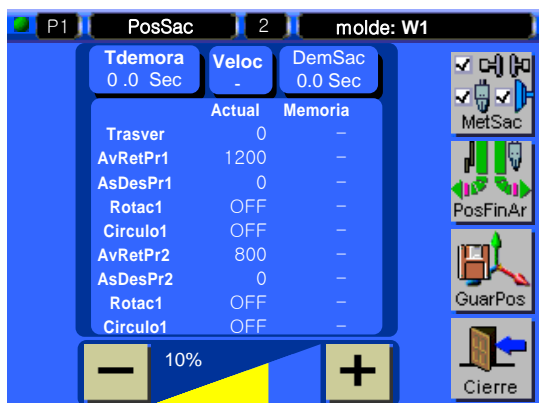 P1 PosSac 2 molde: W1
Tdemora Veloc DemSac
0 .0 Sec - 0.0 Sec
Actual Memoria
Trasver 0 –
AvRetPr1 1200 –
AsDesPr1 0 –
Rotac1 OFF –
Circulo1 OFF –
AvRetPr2 800 –
AsDesPr2 0 –
Rotac1 OFF –
Circulo1 OFF –
10%
MetSac
PosFinAr
GuarPos
Cierre